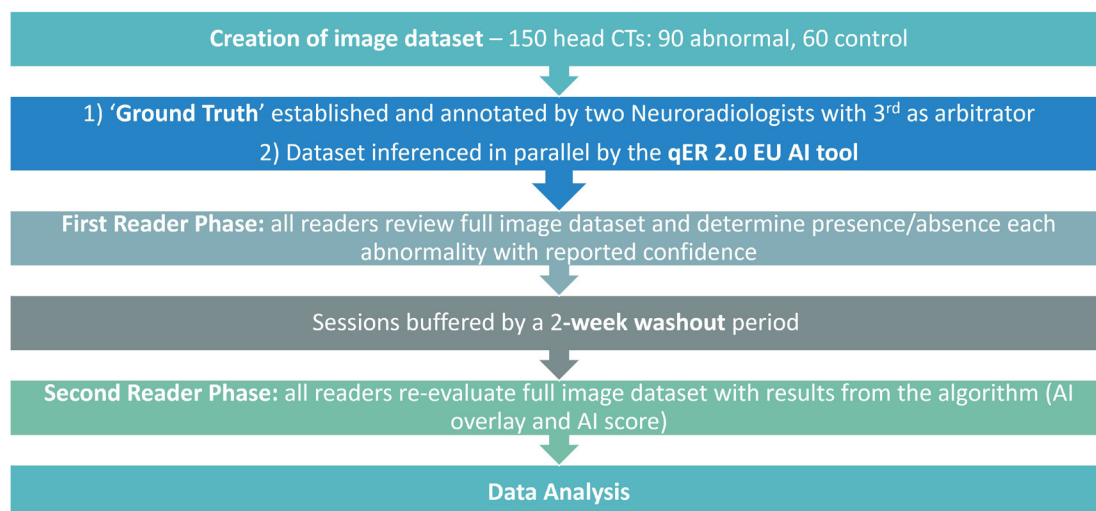 Creation of image dataset – 150 head CTs: 90 abnormal, 60 control
1) ‘Ground Truth’ established and annotated by two Neuroradiologists with 3rd as arbitrator
2) Dataset inferenced in parallel by the qER 2.0 EU AI tool
First Reader Phase: all readers review full image dataset and determine presence/absence each
abnormality with reported confidence
Sessions buffered by a 2-week washout period
Second Reader Phase: all readers re-evaluate full image dataset with results from the algorithm (AI
overlay and AI score)
Data Analysis